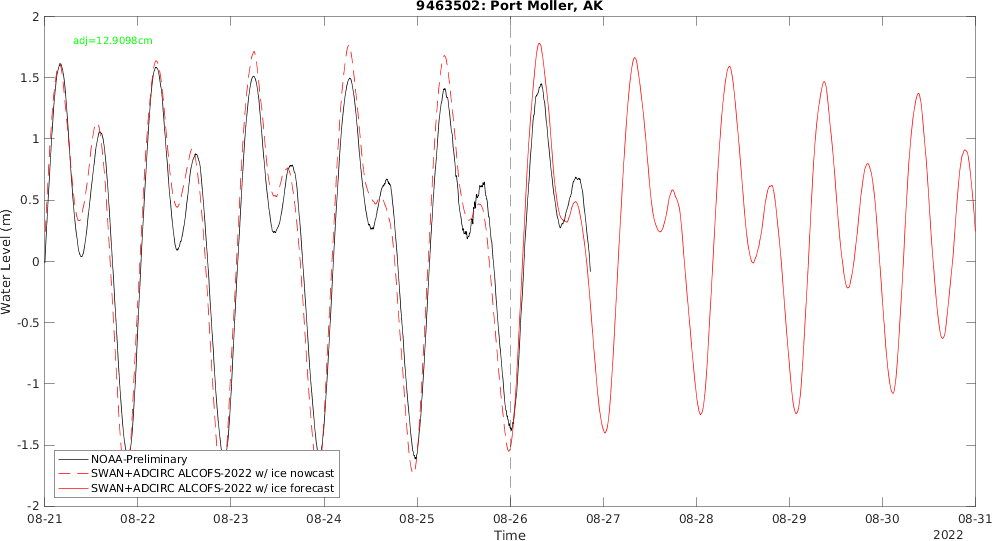 9463502: Port Moller, AK
adj=12.9098cm
Water Level (m)
2
1.5
1
0.5
0
-0.5
-1
-1.5
-2
NOAA-Preliminary
SWAN+ADCIRC ALCOFS-2022 w/ ice nowcast
SWAN+ADCIRC ALCOFS-2022 w/ ice forecast
08-21 08-22 08-23 08-24 08-25 08-26 08-27 08-28 08-29 08-30 08-31
Time
2022